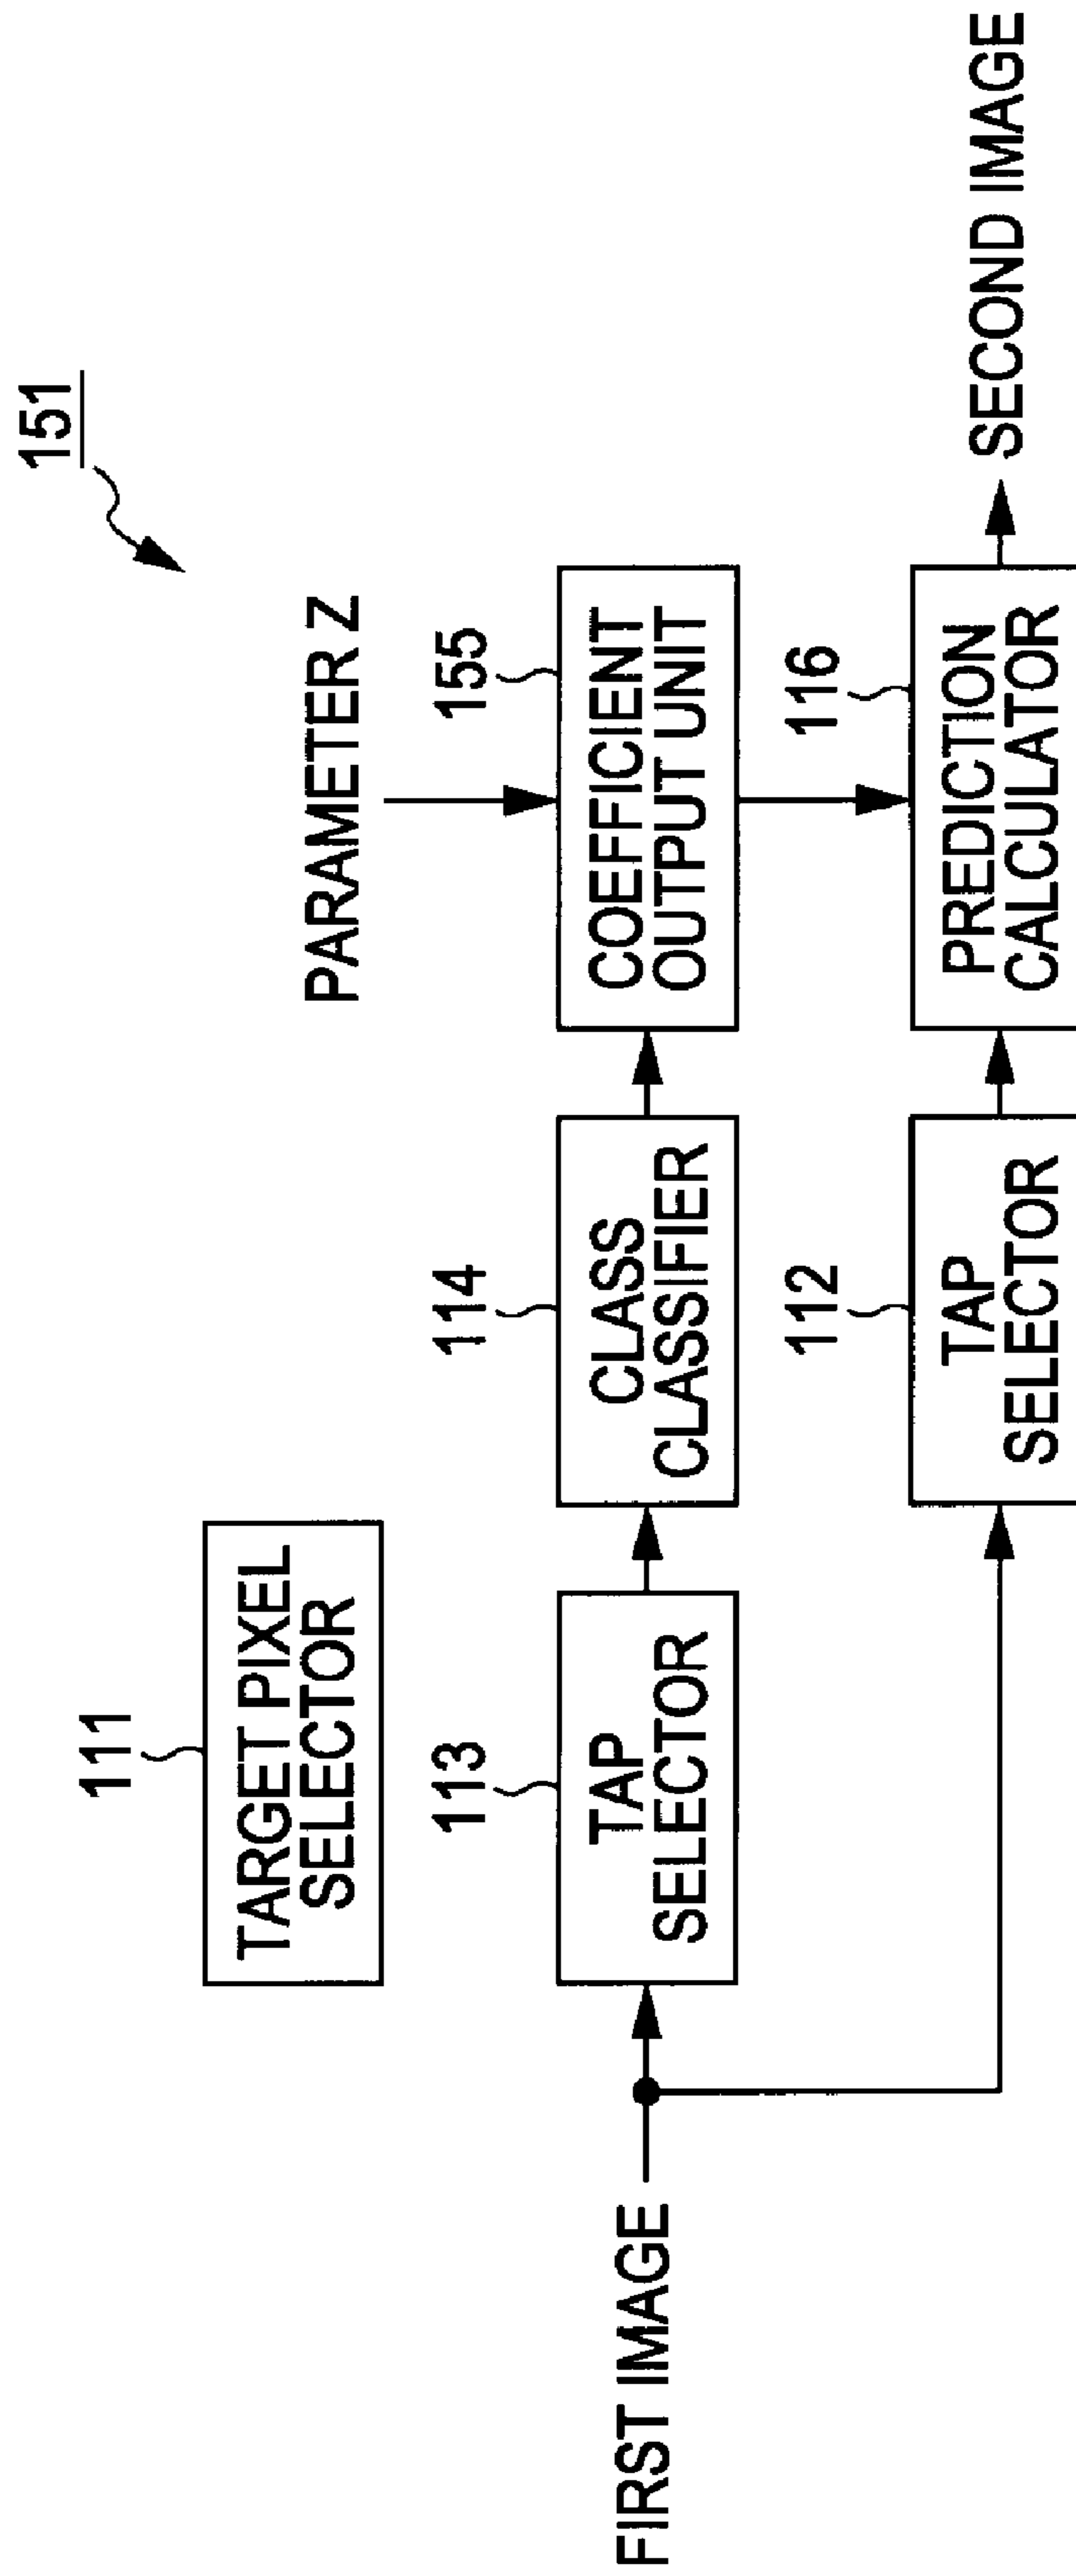 151
111
TARGET PIXEL
SELECTOR
PARAMETER Z
113
TAP
SELECTOR
114
CLASS
CLASSIFIER
155
COEFFICIENT
OUTPUT UNIT
FIRST IMAGE
112
TAP
SELECTOR
116
PREDICTION
CALCULATOR
SECOND IMAGE